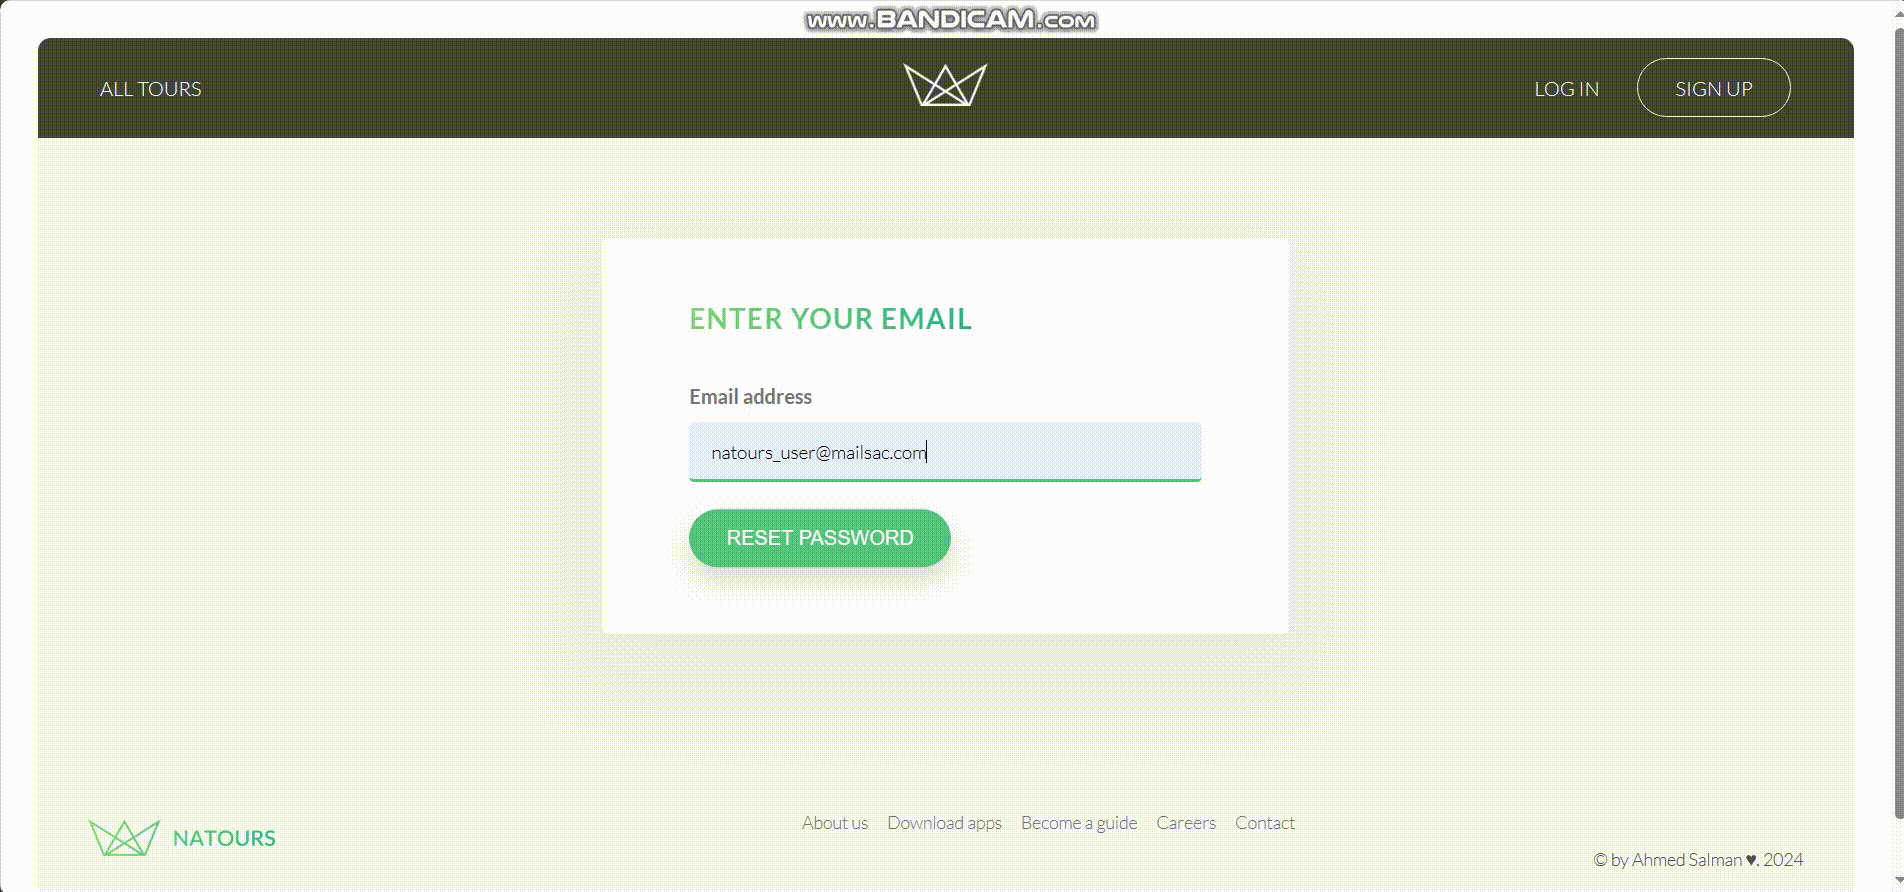 www.BANDICAM.com
ALL TOURS
LOG IN
SIGN UP
ENTER YOUR EMAIL
Email address
natours_user@mailsac.com
RESET PASSWORD
About us Download apps Become a guide Careers Contact
NATOURS
© by Ahmed Salman ♥. 2024